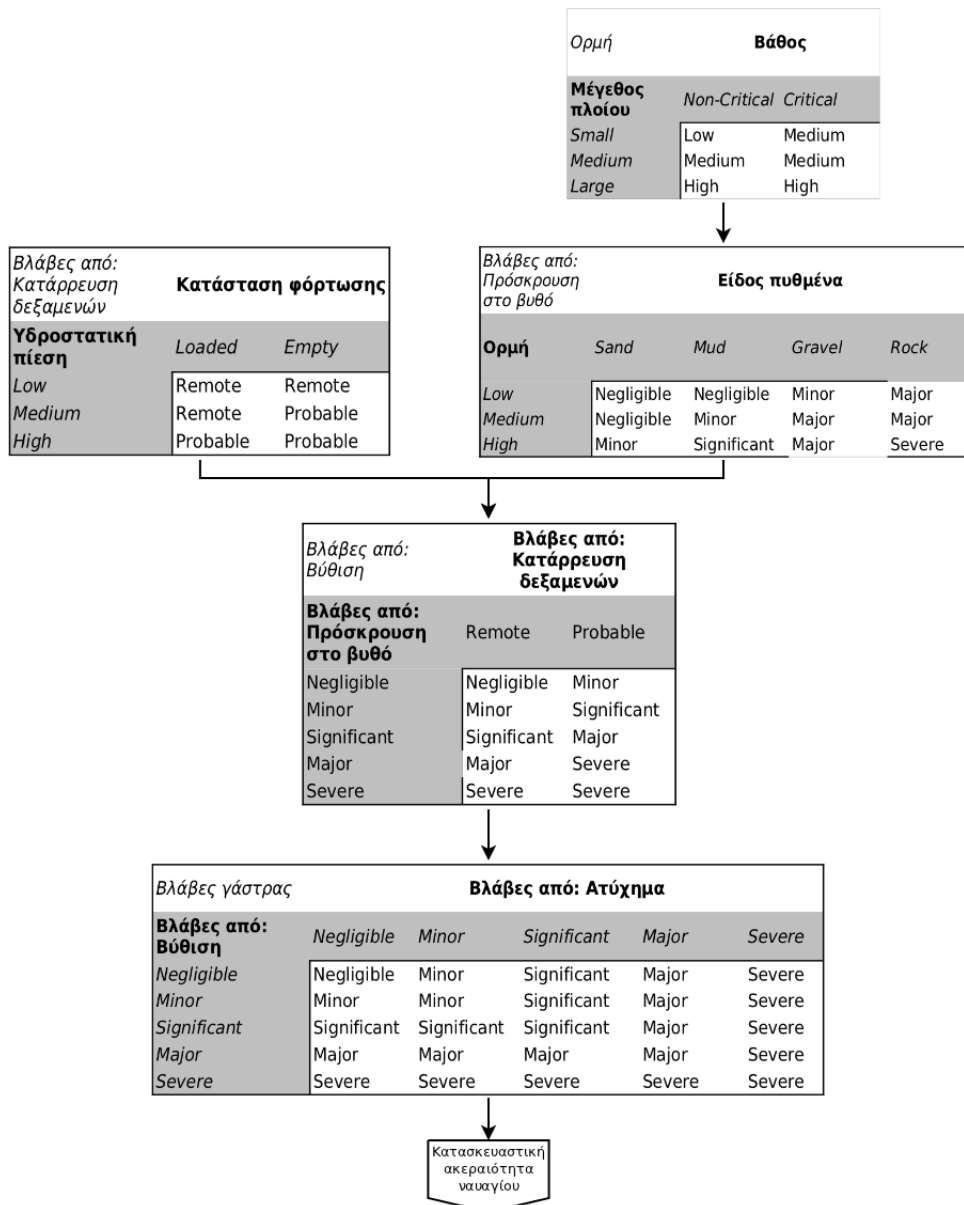 Ορμή Βάθος
Μέγεθος
πλοίου Non-Critical Critical
Small Low Medium
Medium Medium Medium
Large High High
Βλάβες από:
Κατάρρευση
δεξαμενών Κατάσταση φόρτωσης
Υδροστατική
πίεση Loaded Empty
Low Remote Remote
Medium Remote Probable
High Probable Probable
Βλάβες από:
Πρόσκρουση
στο βυθό Είδος πυθμένα
Ορμή Sand Mud Gravel Rock
Low Negligible Negligible Minor Major
Medium Negligible Minor Major Major
High Minor Significant Major Severe
Βλάβες από:
Βύθιση
Βλάβες από:
Κατάρρευση
δεξαμενών
Βλάβες από:
Πρόσκρουση
στο βυθό Remote Probable
Negligible Negligible Minor
Minor Minor Significant
Significant Significant Major
Major Major Severe
Severe Severe Severe
Βλάβες γάστρας Βλάβες από: Ατύχημα
Βλάβες από:
Βύθιση Negligible Minor Significant Major Severe
Negligible Negligible Minor Significant Major Severe
Minor Minor Minor Significant Major Severe
Significant Significant Significant Significant Major Severe
Major Major Major Major Major Severe
Severe Severe Severe Severe Severe Severe
Κατασκευαστική
ακεραιότητα
ναυαγίου